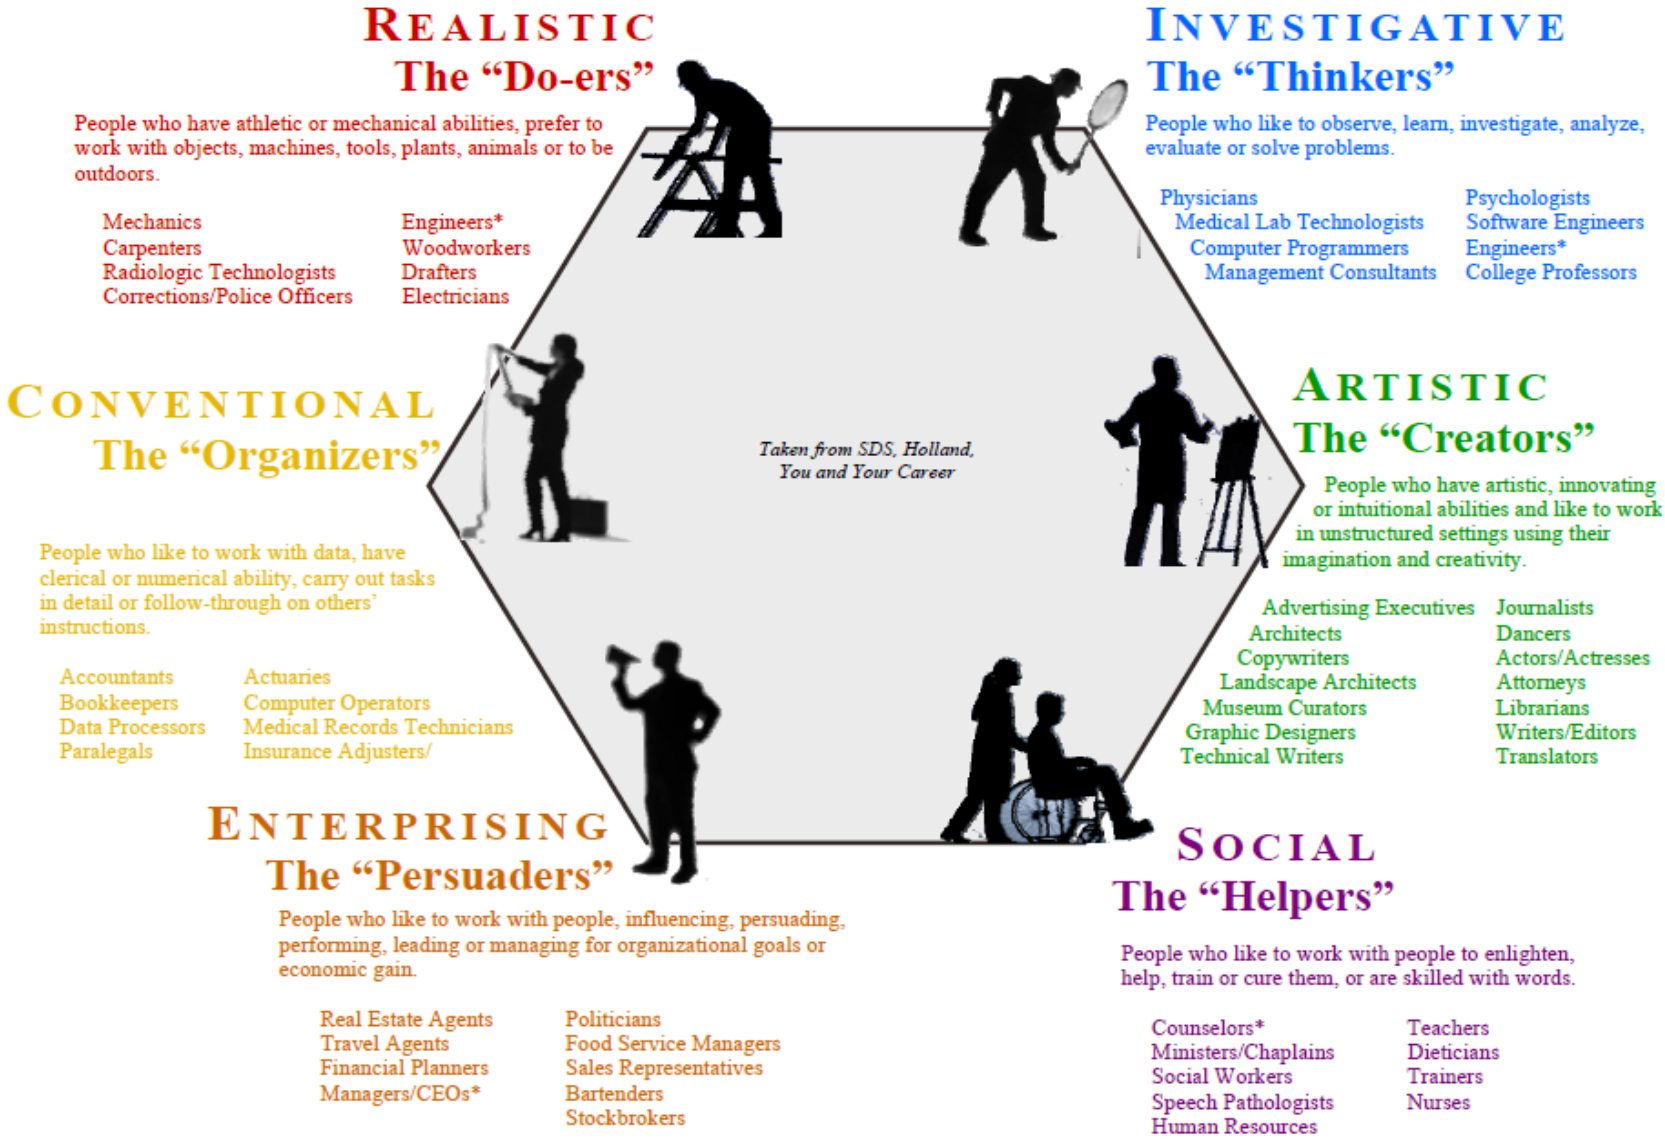 REALISTIC
The “Do-ers”
People who have athletic or mechanical abilities, prefer to
work with objects, machines, tools, plants, animals or to be
outdoors.
Mechanics
Carpenters
Radiologic Technologists
Corrections/Police Officers
Engineers*
Woodworkers
Drafters
Electricians
INVESTIGATIVE
The “Thinkers”
People who like to observe, learn, investigate, analyze,
evaluate or solve problems.
Physicians
Medical Lab Technologists
Computer Programmers
Management Consultants
Psychologists
Software Engineers
Engineers*
College Professors
CONVENTIONAL
The “Organizers”
People who like to work with data, have
clerical or numerical ability, carry out tasks
in detail or follow-through on others’
instructions.
Accountants
Bookkeepers
Data Processors
Paralegals
Actuaries
Computer Operators
Medical Records Technicians
Insurance Adjusters/
Taken from SDS, Holland,
You and Your Career
ARTISTIC
The “Creators”
People who have artistic, innovating
or intuitional abilities and like to work
in unstructured settings using their
imagination and creativity.
Advertising Executives
Architects
Copywriters
Landscape Architects
Museum Curators
Graphic Designers
Technical Writers
Journalists
Dancers
Actors/Actresses
Attorneys
Librarians
Writers/Editors
Translators
ENTERPRISING
The “Persuaders”
People who like to work with people, influencing, persuading,
performing, leading or managing for organizational goals or
economic gain.
Real Estate Agents
Travel Agents
Financial Planners
Managers/CEOs*
Politicians
Food Service Managers
Sales Representatives
Bartenders
Stockbrokers
SOCIAL
The “Helpers”
People who like to work with people to enlighten,
help, train or cure them, or are skilled with words.
Counselors*
Ministers/Chaplains
Social Workers
Speech Pathologists
Human Resources
Teachers
Dieticians
Trainers
Nurses